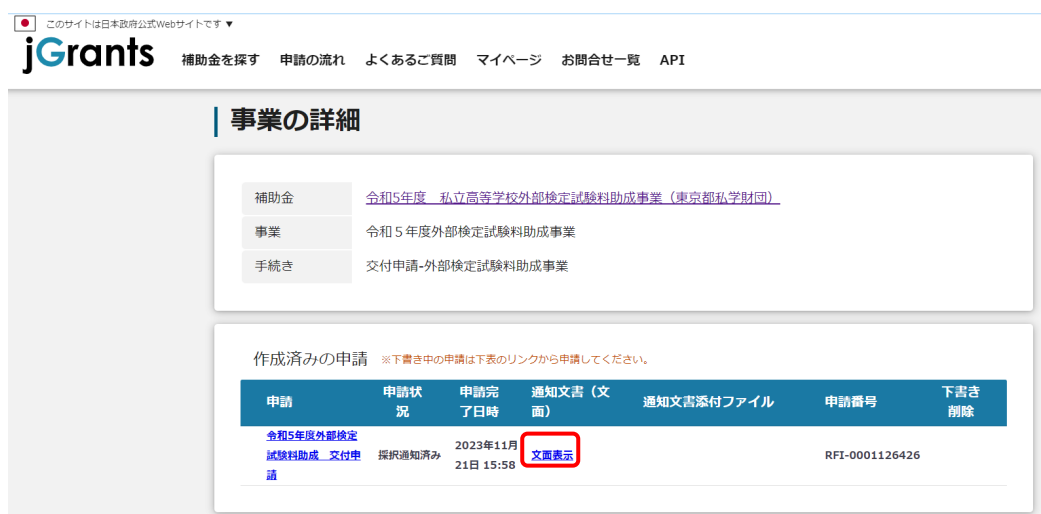 このサイトは日本政府公式Webサイトです ▼
jGrants 補助金を探す 申請の流れ よくあるご質問 マイページ お問合せ一覧 API
事業の詳細
補助金 令和5年度　私立高等学校外部検定試験料助成事業（東京都私学財団）
事業 令和５年度外部検定試験料助成事業
手続き 交付申請-外部検定試験料助成事業
作成済みの申請 ※下書き中の申請は下表のリンクから申請してください。
申請 申請状況 申請完了日時 通知文書（文面） 通知文書添付ファイル 申請番号 下書き削除
令和5年度外部検定試験料助成　交付申請 採択通知済み 2023年11月21日 15:58 文面表示 RFI-0001126426